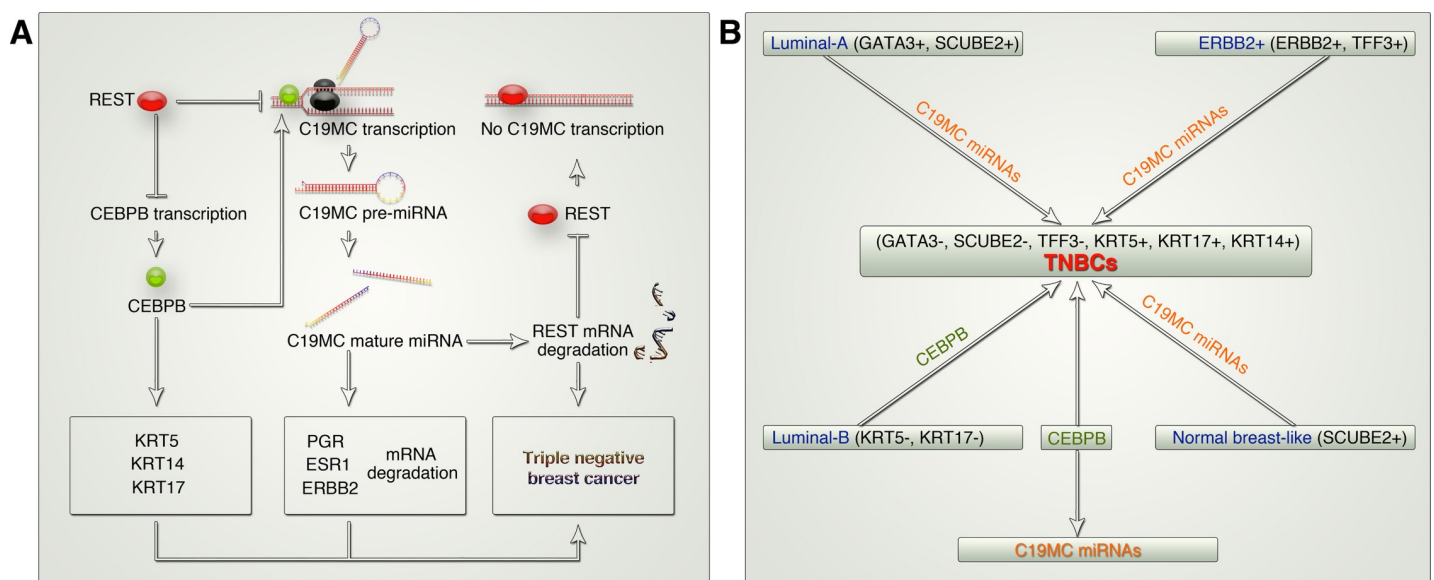 A
REST
C19MC transcription
No C19MC transcription
CEBPB transcription
C19MC pre-miRNA
REST
CEBPB
C19MC mature miRNA
REST mRNA
degradation
KRT5
KRT14
KRT17
PGR
ESR1
ERBB2
mRNA
degradation
Triple negative
breast cancer
B
Luminal-A (GATA3+, SCUBE2+)
ERBB2+ (ERBB2+, TFF3+)
C19MC miRNAs
C19MC miRNAs
(GATA3-, SCUBE2-, TFF3-, KRT5+, KRT17+, KRT14+)
TNBCs
CEBPB
C19MC miRNAs
Luminal-B (KRT5-, KRT17-)
CEBPB
Normal breast-like (SCUBE2+)
C19MC miRNAs